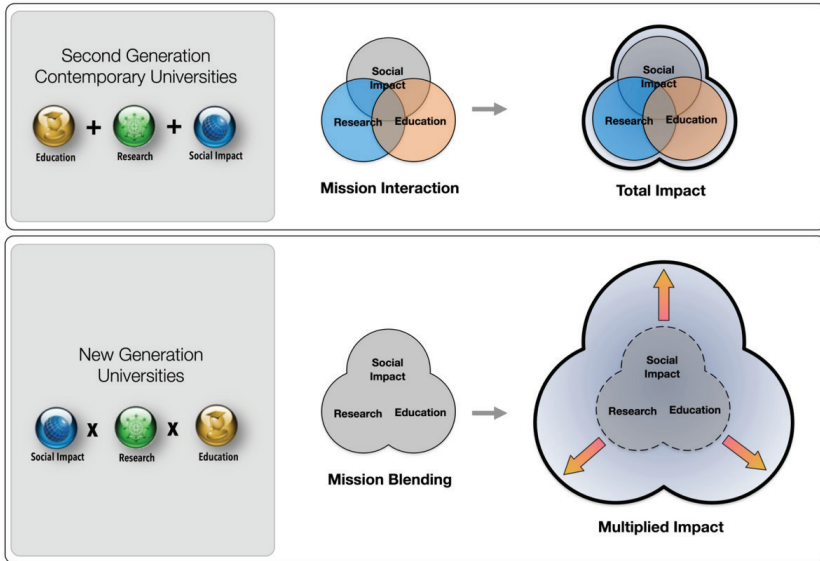 Second Generation
Contemporary Universities
+ +
Education Research Social Impact
Social
Impact
Research Education
Mission Interaction
Social
Impact
Research Education
Total Impact
New Generation
Universities
x x
Social Impact Research Education
Social
Impact
Research Education
Mission Blending
Social
Impact
Research Education
Multiplied Impact